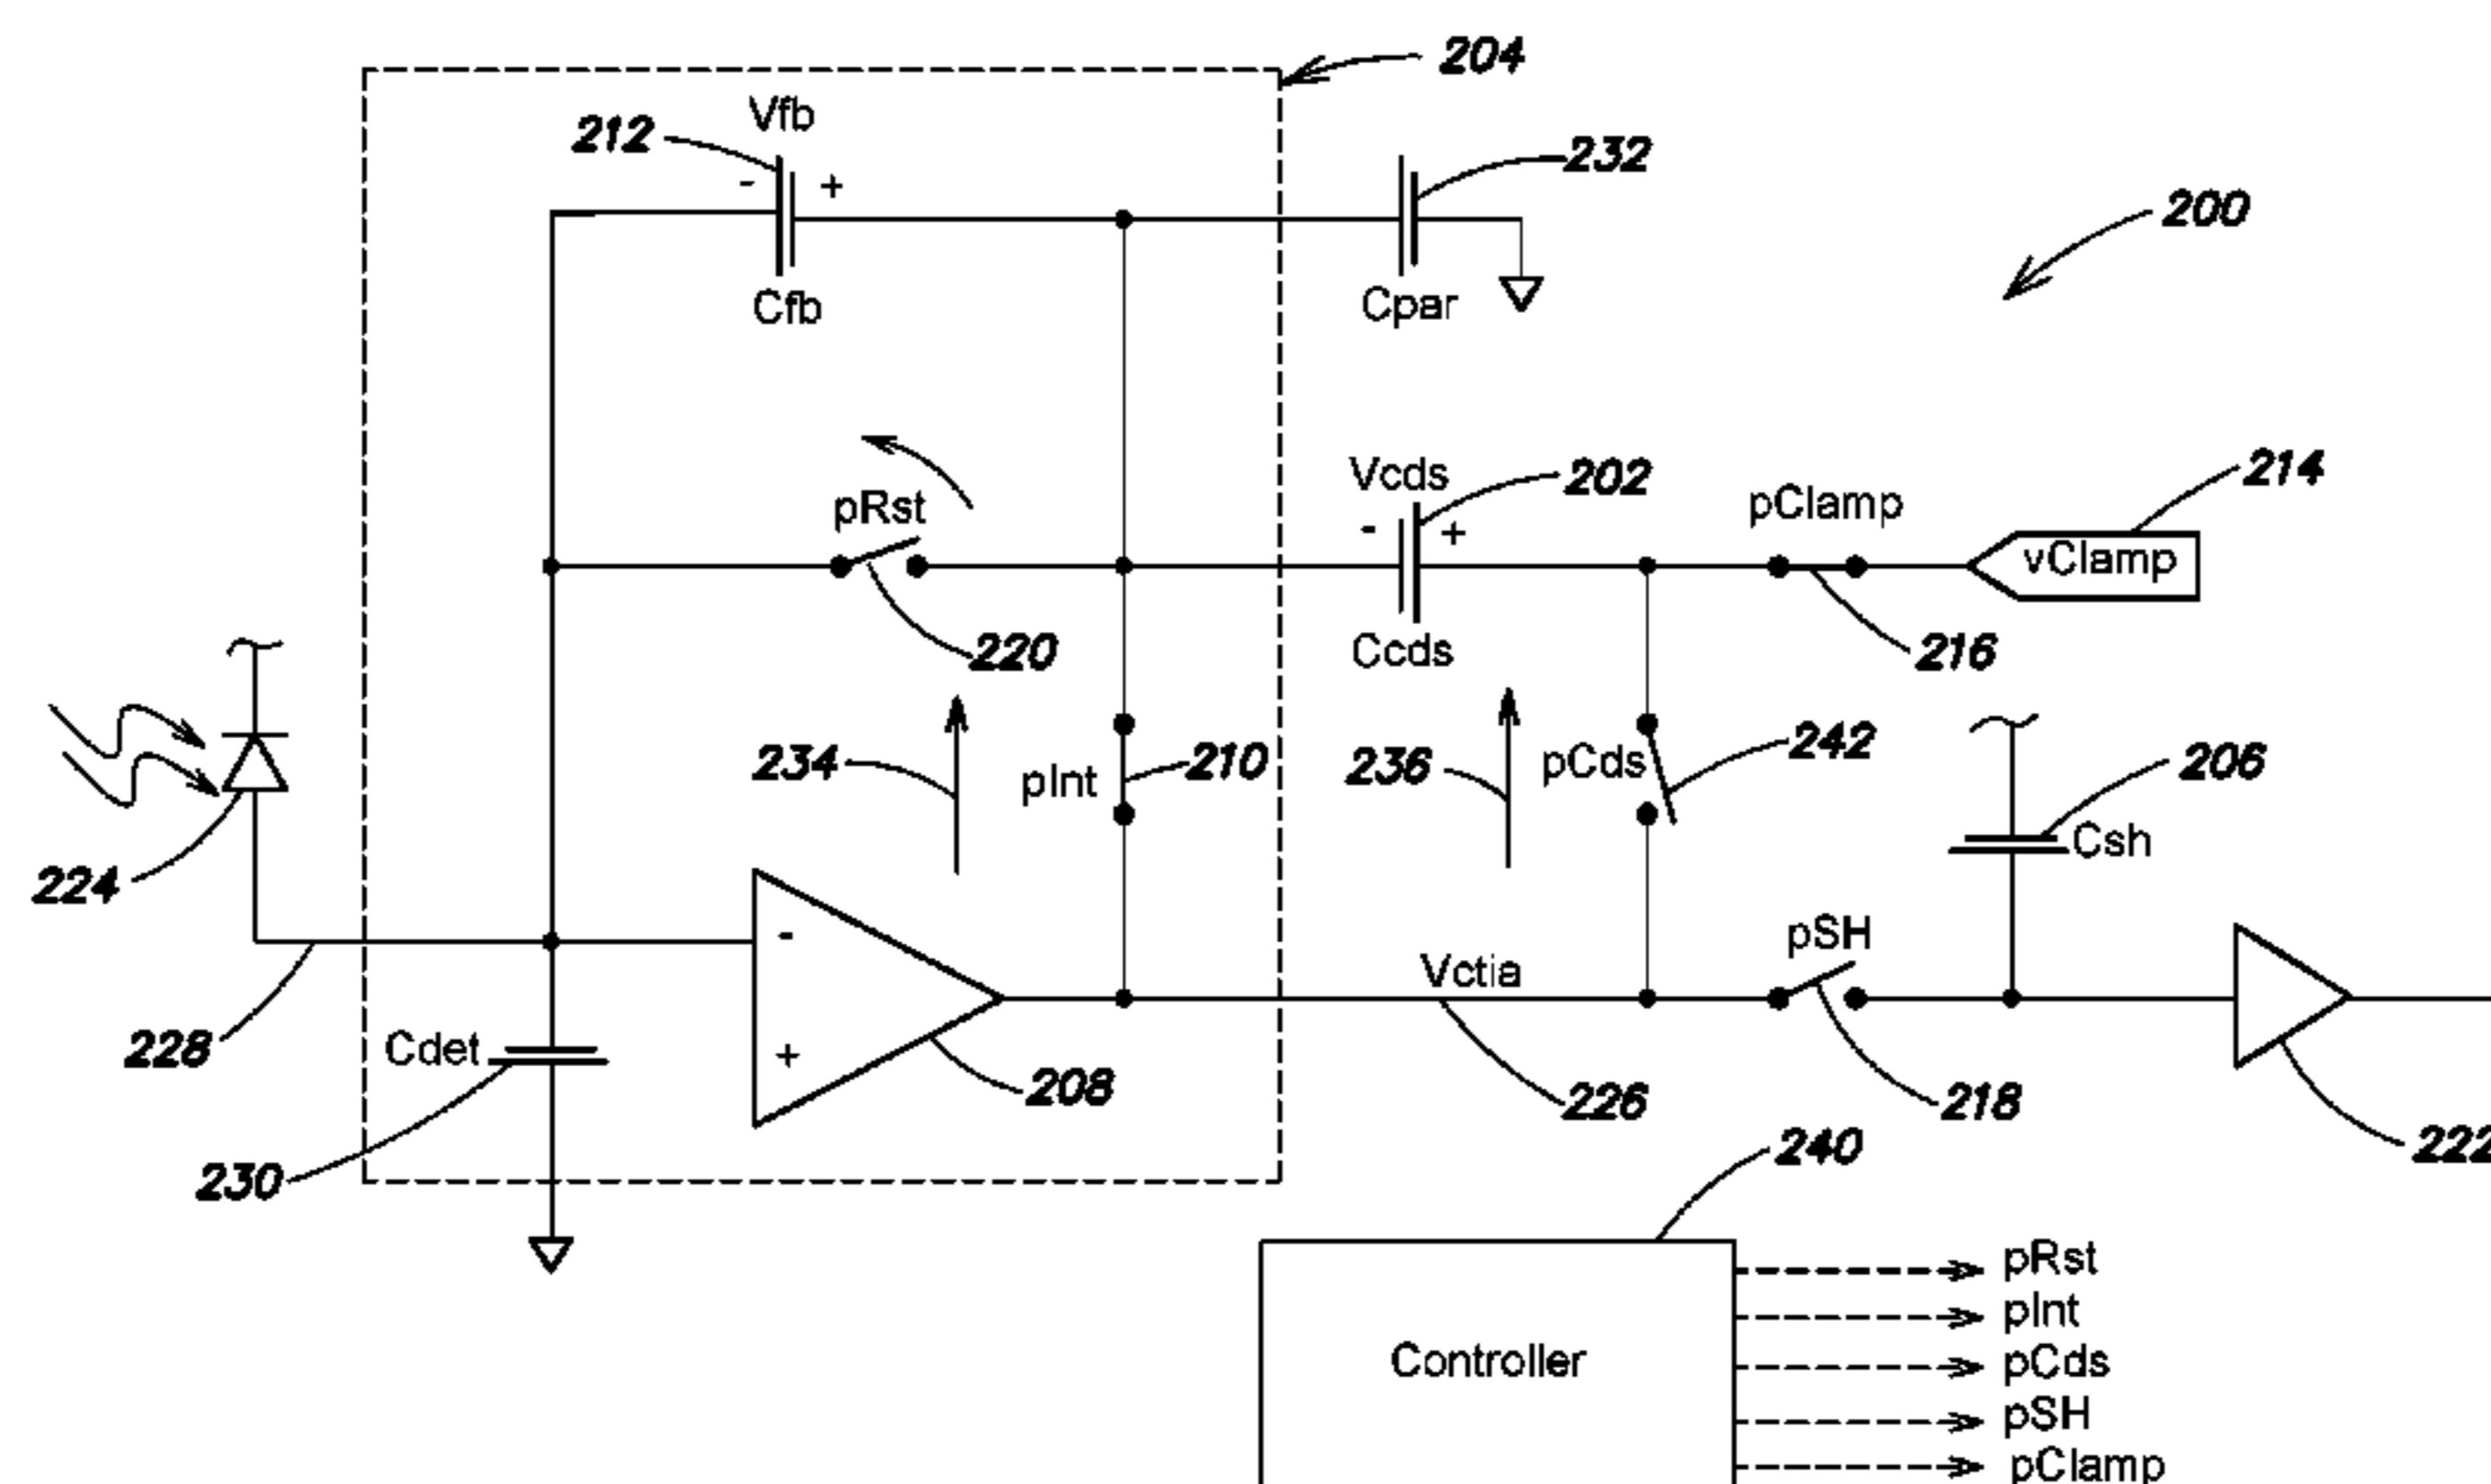 204
Vfb
212
- +
232
200
Cfb
Cpar
Vcds
202
214
pRst
- +
pClamp
vClamp
220
Ccds
216
234
pInt
210
236
pCds
242
206
Csh
224
-
pSH
Vctia
228
Cdet
+
208
226
218
222
230
240
Controller
pRst
pInt
pCds
pSH
pClamp